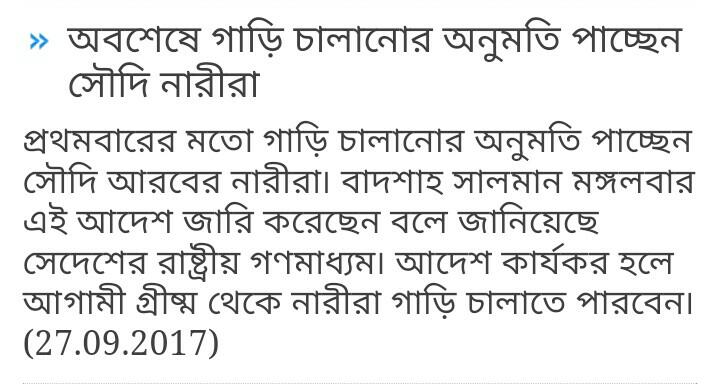 » অবশেষে গাড়ি চালানোর অনুমতি পাচ্ছেন
সৌদি নারীরা
প্রথমবারের মতো গাড়ি চালানোর অনুমতি পাচ্ছেন
সৌদি আরবের নারীরা। বাদশাহ সালমান মঙ্গলবার
এই আদেশ জারি করেছেন বলে জানিয়েছে
সেদেশের রাষ্ট্রীয় গণমাধ্যম। আদেশ কার্যকর হলে
আগামী গ্রীষ্ম থেকে নারীরা গাড়ি চালাতে পারবেন।
(27.09.2017)